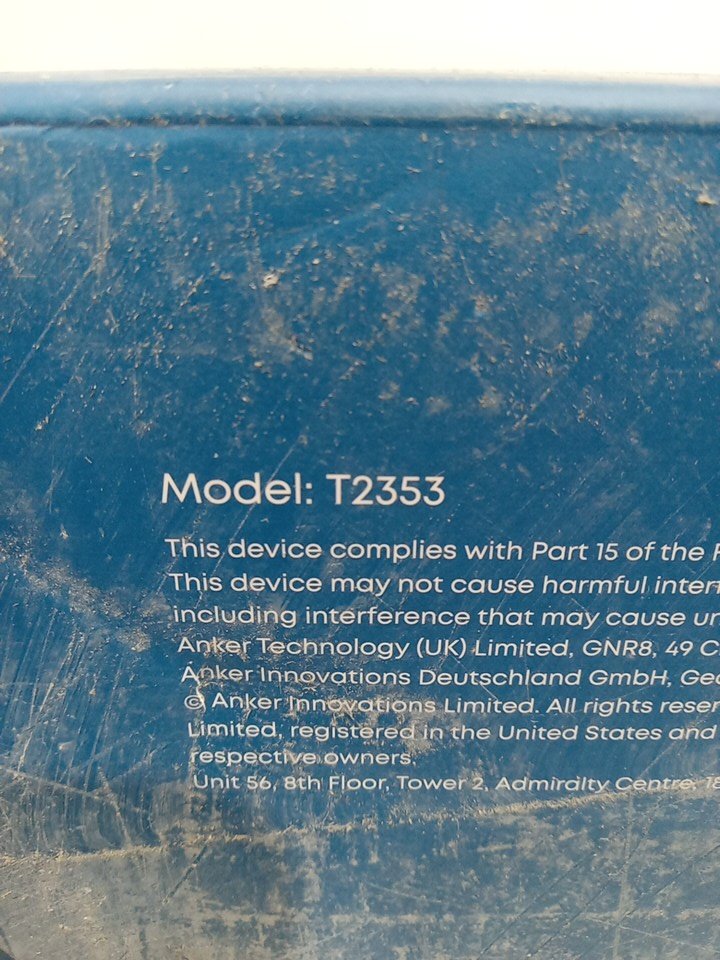 Model: T2353
This device complies with Part 15 of the
This device may not cause harmful
including interference that may cause
Anker Technology (UK) Limited, GNR8, 49
Anker Innovations Deutschland GmbH,
© Anker Innovations Limited. All rights
Limited, registered in the United States and
respective owners.
Unit 56, 8th Floor, Tower 2, Admiralty Centre,